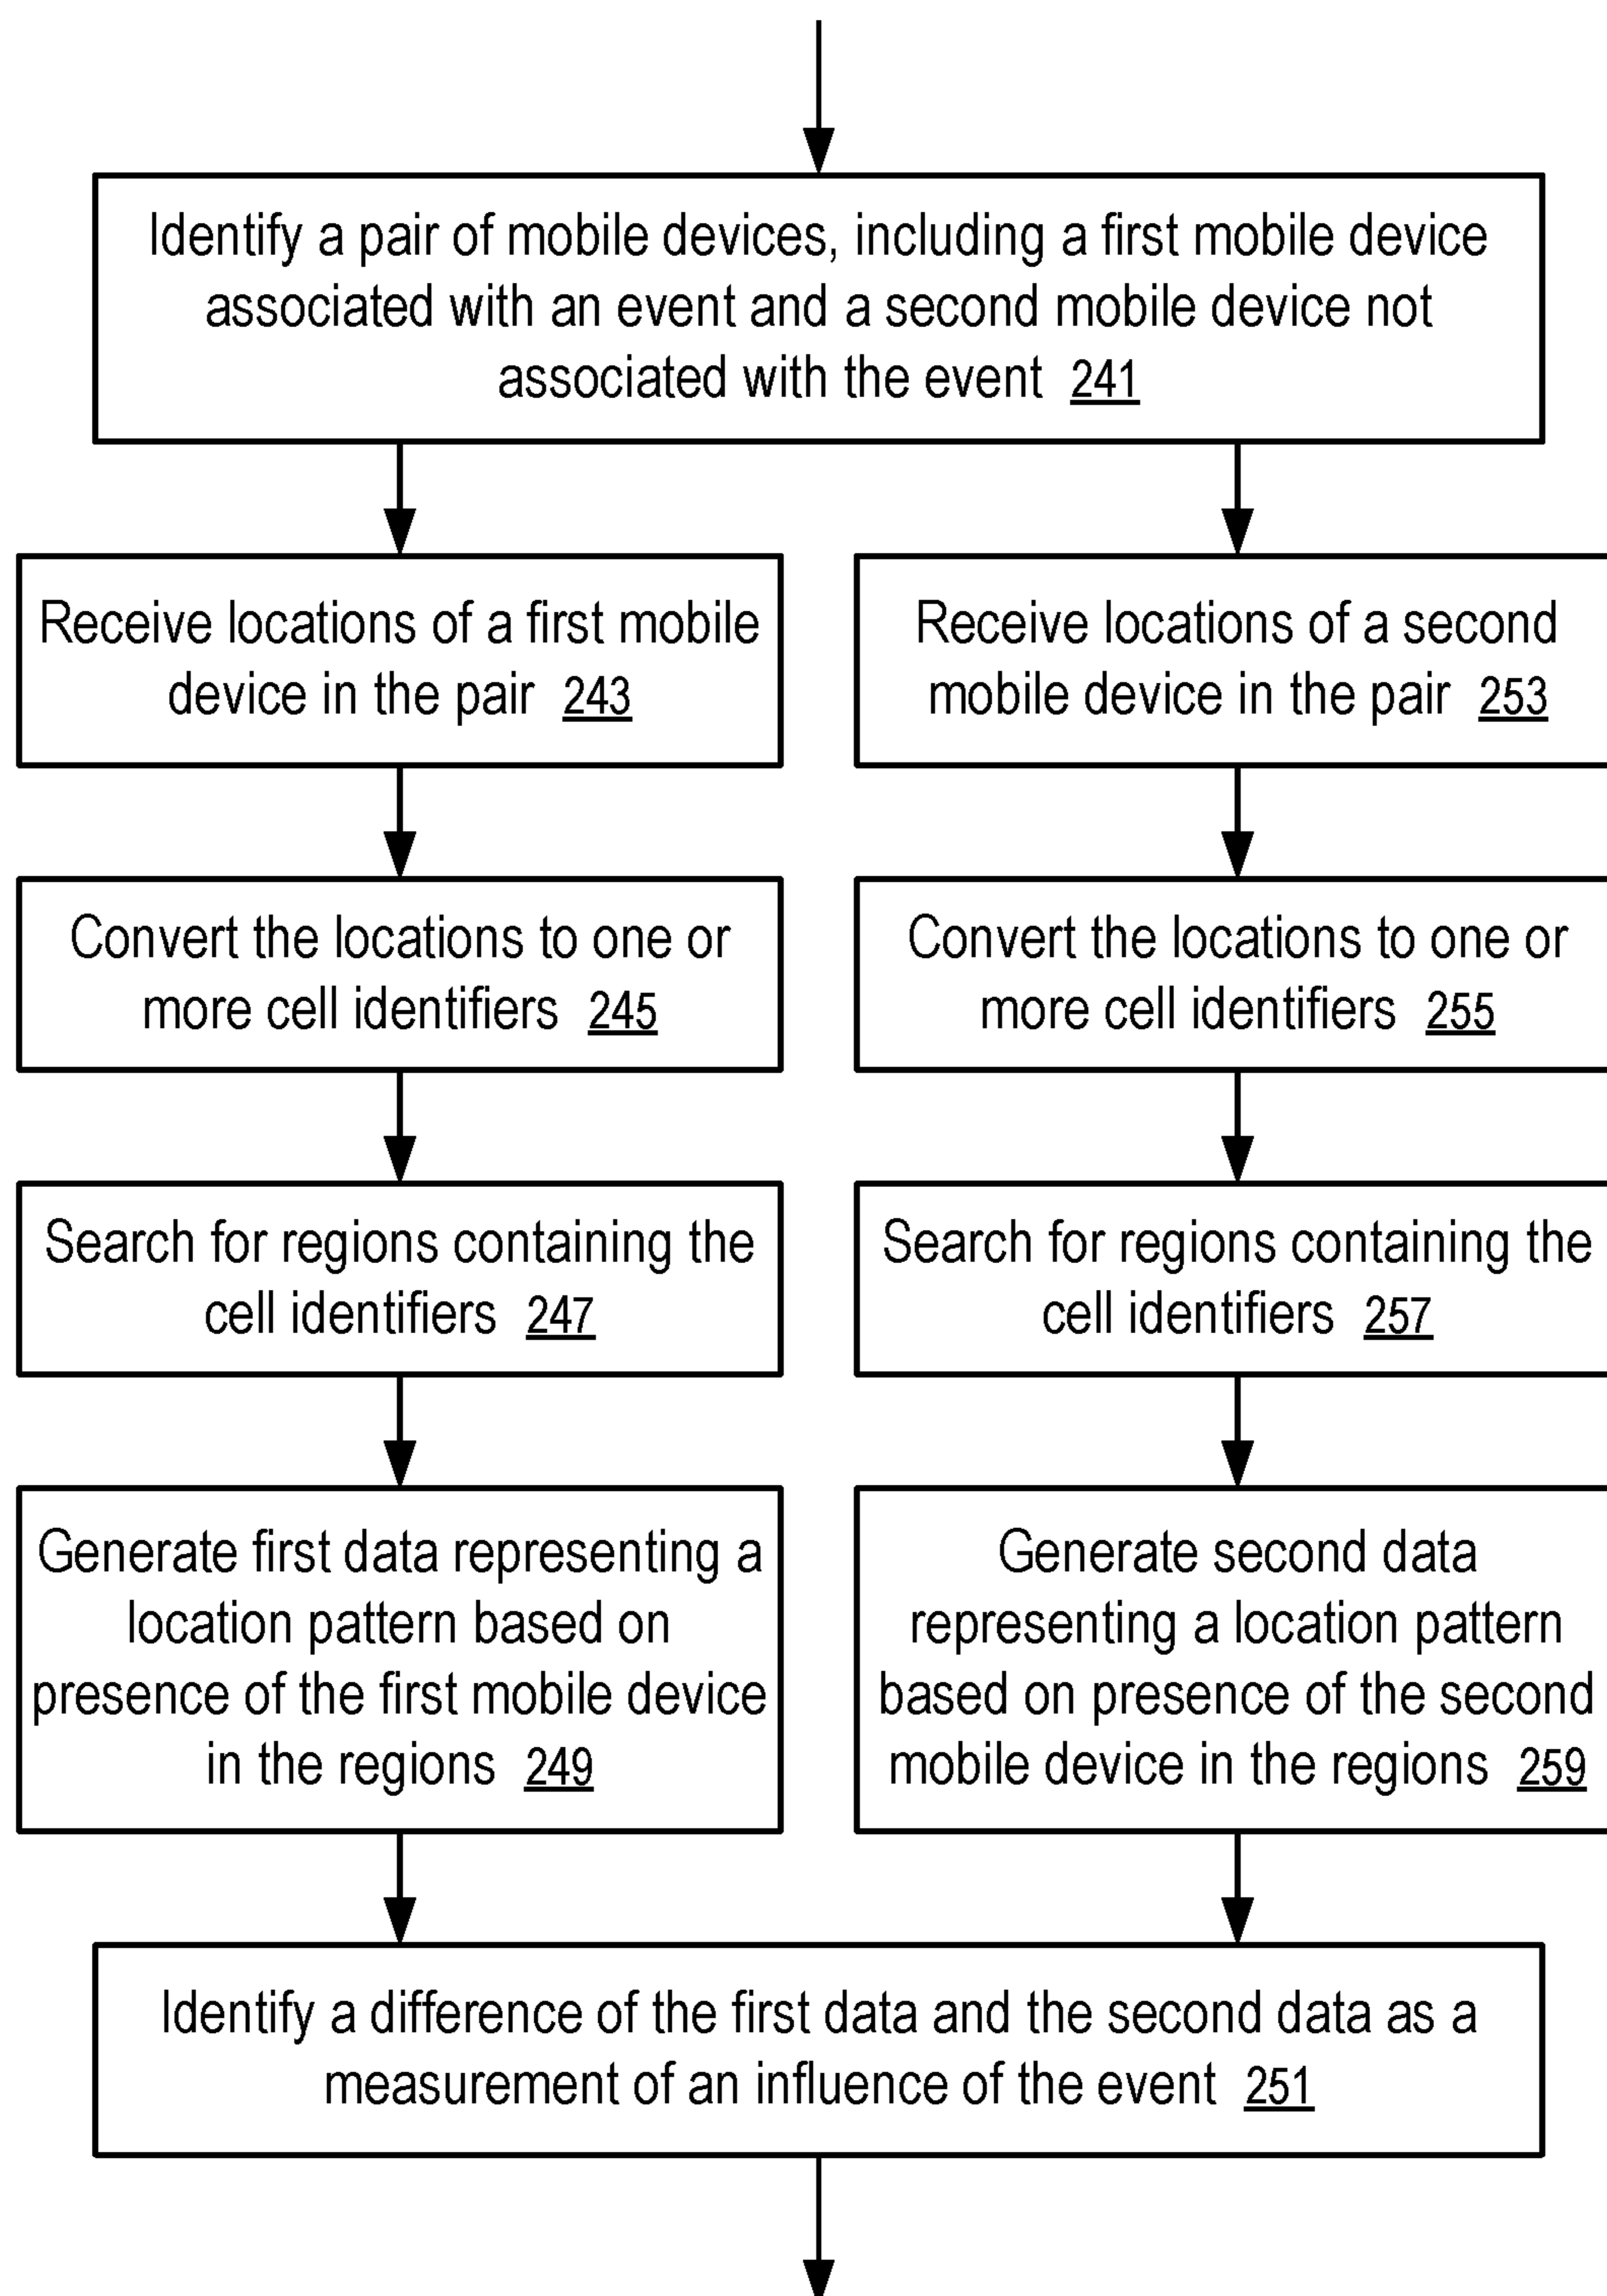 Identify a pair of mobile devices, including a first mobile device
associated with an event and a second mobile device not
associated with the event 241
Receive locations of a first mobile
device in the pair 243
Receive locations of a second
mobile device in the pair 253
Convert the locations to one or
more cell identifiers 245
Convert the locations to one or
more cell identifiers 255
Search for regions containing the
cell identifiers 247
Search for regions containing the
cell identifiers 257
Generate first data representing a
location pattern based on
presence of the first mobile device
in the regions 249
Generate second data
representing a location pattern
based on presence of the second
mobile device in the regions 259
Identify a difference of the first data and the second data as a
measurement of an influence of the event 251